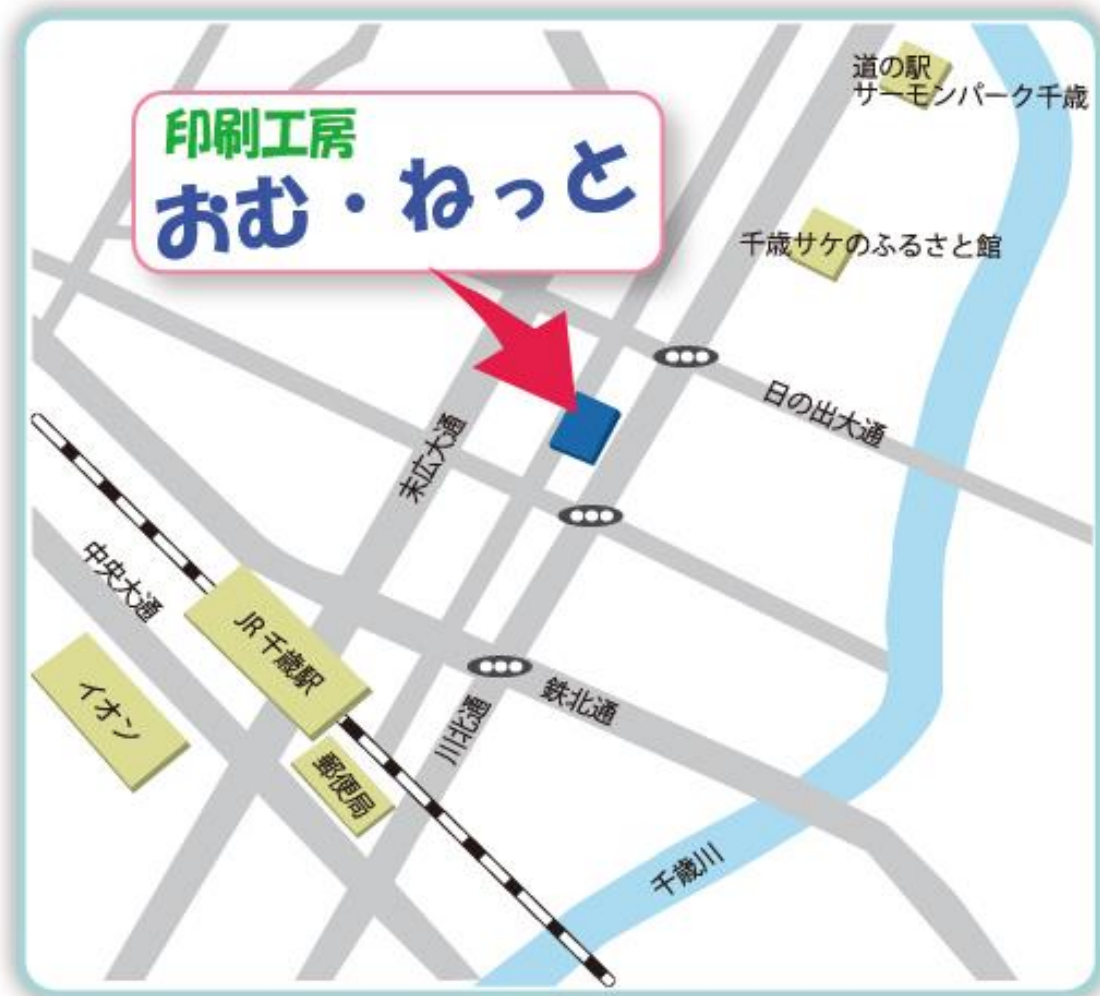 道の駅
サーモンパーク千歳
印刷工房
おむ・ねっと
千歳サケのふるさと館
日の出大通
末広大通
中央大通
JR 千歳駅
イオン
鉄北通
川北通
郵便局
千歳川